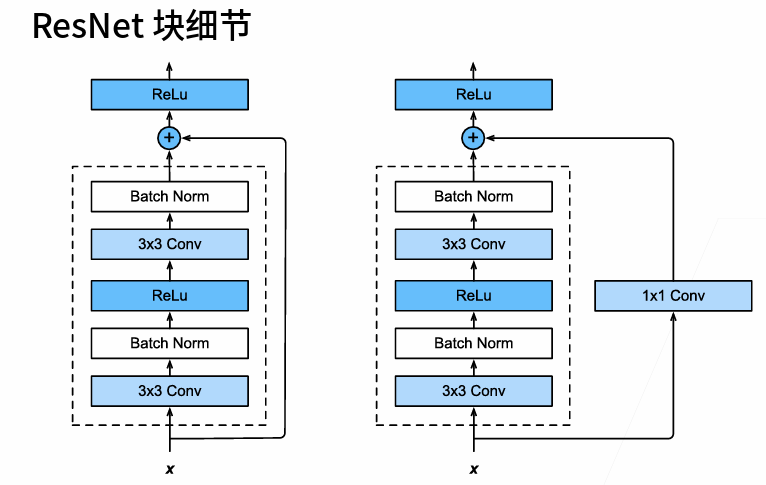 ResNet 块细节
ReLu
+
Batch Norm
3x3 Conv
ReLu
Batch Norm
3x3 Conv
x
ReLu
+
Batch Norm
3x3 Conv
ReLu
Batch Norm
3x3 Conv
1x1 Conv
x